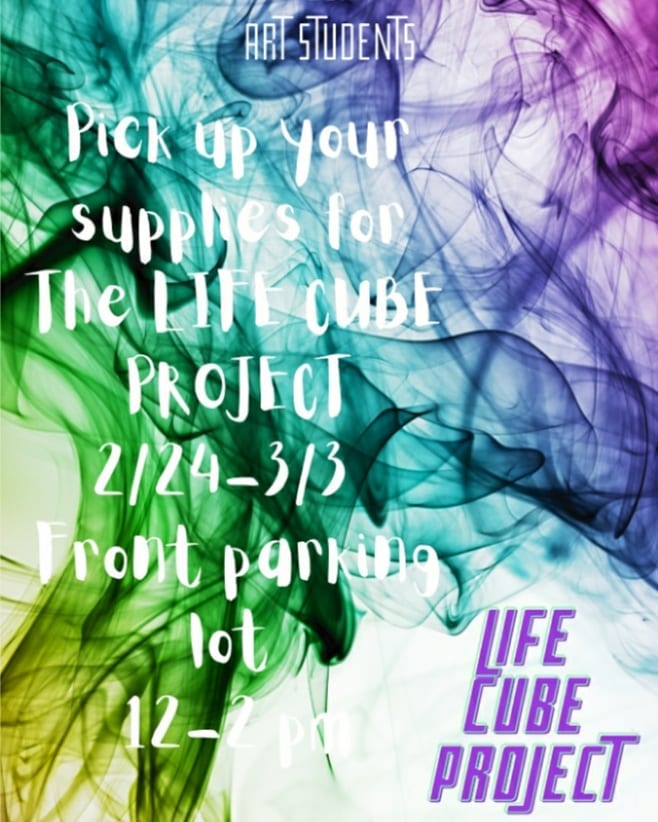 ART STUDENTS
Pick up your
supplies for
The LIFE CUBE
PROJECT
2/24-3/3
Front parking
lot
12-2 pm
LIFE
CUBE
PROJECT